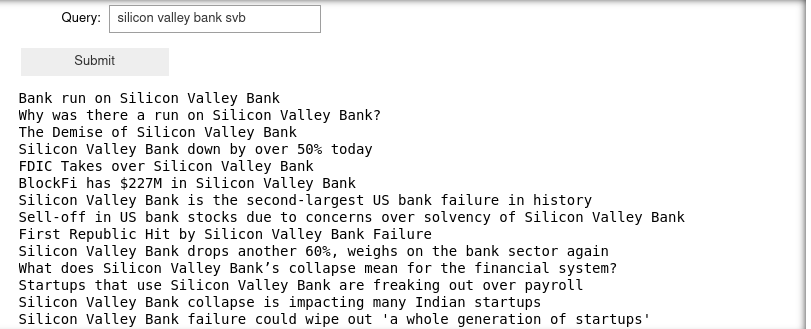 Query: silicon valley bank svb
Submit
Bank run on Silicon Valley Bank
Why was there a run on Silicon Valley Bank?
The Demise of Silicon Valley Bank
Silicon Valley Bank down by over 50% today
FDIC Takes over Silicon Valley Bank
BlockFi has $227M in Silicon Valley Bank
Silicon Valley Bank is the second-largest US bank failure in history
Sell-off in US bank stocks due to concerns over solvency of Silicon Valley Bank
First Republic Hit by Silicon Valley Bank Failure
Silicon Valley Bank drops another 60%, weighs on the bank sector again
What does Silicon Valley Bank’s collapse mean for the financial system?
Startups that use Silicon Valley Bank are freaking out over payroll
Silicon Valley Bank collapse is impacting many Indian startups
Silicon Valley Bank failure could wipe out 'a whole generation of startups'